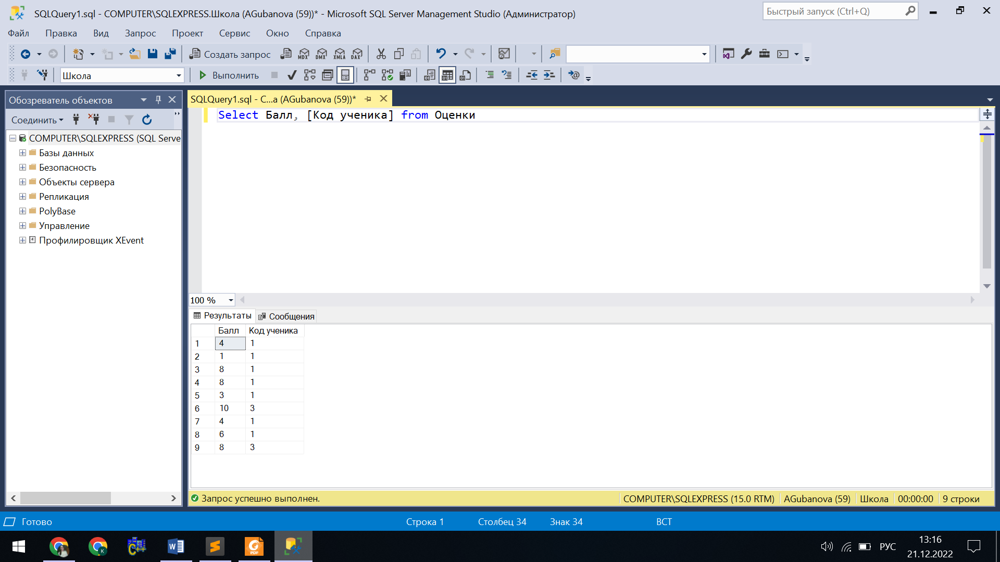 SQLQuery1.sql - COMPUTER\SQLEXPRESS.Школа (AGubanova (59))* - Microsoft SQL Server Management Studio (Администратор)
Быстрый запуск (Ctrl+Q)
Файл Правка Вид Запрос Проект Сервис Окно Справка
Создать запрос MDX DMX XMLA DAX
Школа Выполнить
Обозреватель объектов
Соединить
COMPUTER\SQLEXPRESS (SQL Serve
Базы данных
Безопасность
Объекты сервера
Репликация
PolyBase
Управление
Профилировщик XEvent
SQLQuery1.sql - C...a (AGubanova (59))*
Select Балл, [Код ученика] from Оценки
100 %
Результаты Сообщения
Балл Код ученика
1 4 1
2 1 1
3 8 1
4 8 1
5 3 1
6 10 3
7 4 1
8 6 1
9 8 3
Запрос успешно выполнен. COMPUTER\SQLEXPRESS (15.0 RTM) AGubanova (59) Школа 00:00:00 9 строки
Готово Строка 1 Столбец 34 Знак 34 ВСТ
K C++ W PDF РУС 13:16
21.12.2022